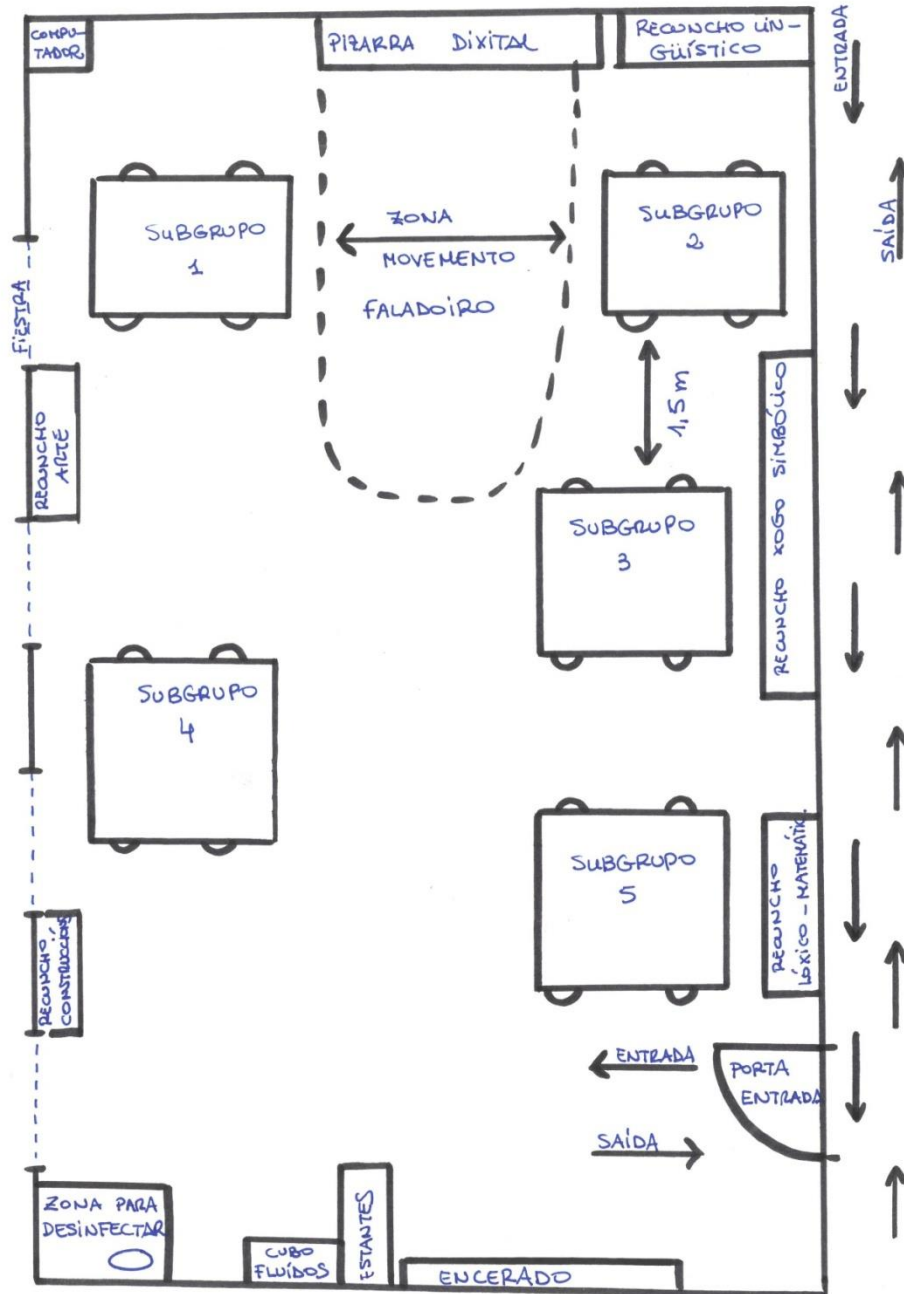 COMPU-
TADOR
PIZARRA DIXITAL
RECUNCHO LIN-
GÜÍSTICO
ENTRADA
SAÍDA
SUBGRUPO
1
ZONA
MOVEMENTO
FALADOIRO
SUBGRUPO
2
FIESTRA
RECUNCHO
ARTE
1,5 m
RECUNCHO XOGO SIMBÓLICO
SUBGRUPO
3
SUBGRUPO
4
SUBGRUPO
5
RECUNCHO
LÓXICO-MATEMÁTIC.
RECUNCHO
CONSTRUCCIÓNS
ENTRADA
PORTA
ENTRADA
SAÍDA
ZONA PARA
DESINFECTAR
CUBO
FLUÍDOS
ESTANTES
ENCERADO